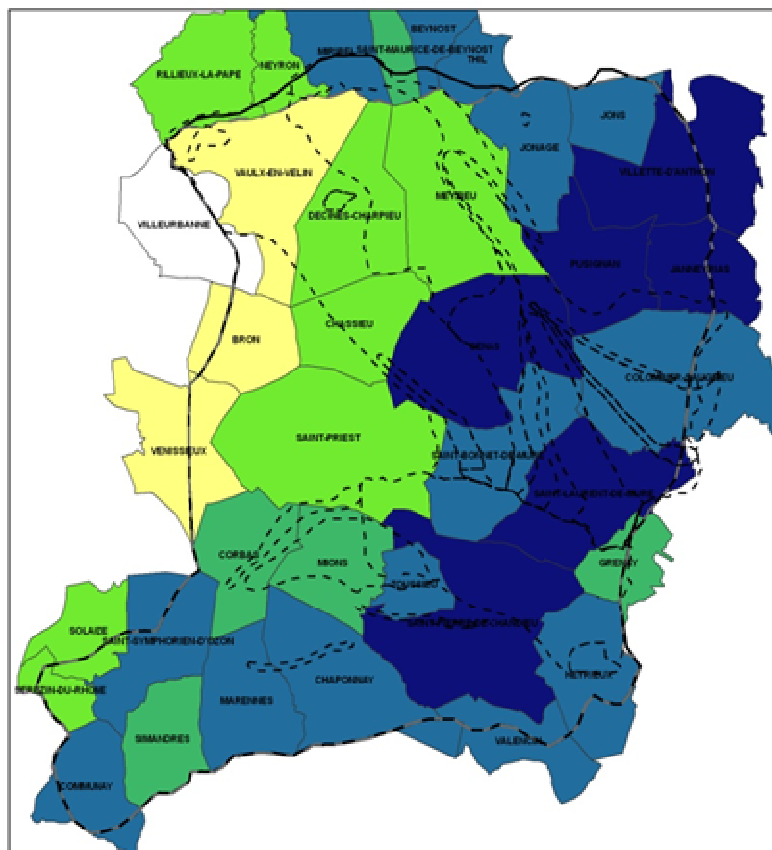 BEYNOST
MIRIBEL
SAINT-MAURICE-DE-BEYNOST
THIL
NEYRON
RILLIEUX-LA-PAPE
JONS
JONAGE
VAULX-EN-VELIN
VILLETTE-D'ANTHON
MEYZIEU
DECINES-CHARPIEU
VILLEURBANNE
PUSIGNAN
JANNEYRIAS
CHASSIEU
BRON
GENAS
COLOMBIER-SAUGNIEU
SAINT-PRIEST
VENISSIEUX
SAINT-BONNET-DE-MURE
SAINT-LAURENT-DE-MURE
CORBAS
MIONS
GRENAY
TOUSSIEU
SOLAIZE
SAINT-SYMPHORIEN-D'OZON
SAINT-PIERRE-DE-CHANDIEU
HEYRIEUX
CHAPONNAY
SEREZIN-DU-RHONE
MARENNES
SIMANDRES
VALENCIN
COMMUNAY